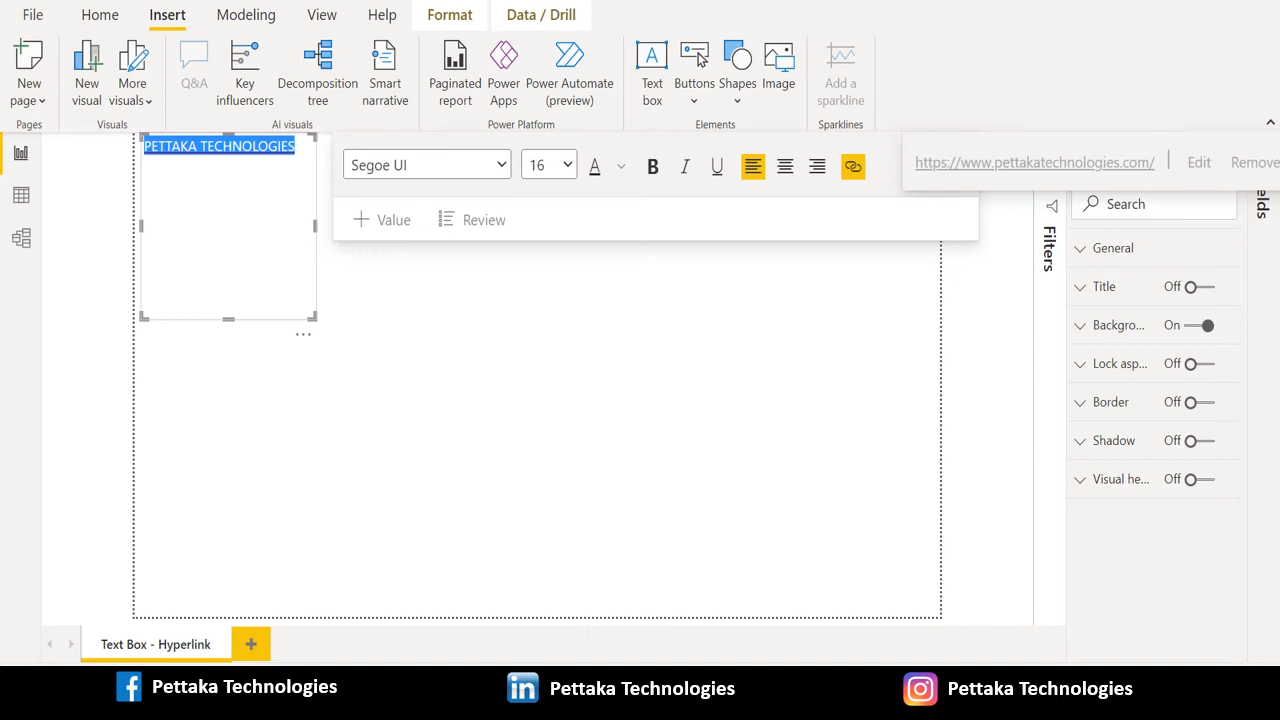 File Home Insert Modeling View Help Format Data / Drill
New page Pages
New visual More visuals Visuals
Q&A Key influencers Decomposition tree Smart narrative AI visuals
Paginated report Power Apps Power Automate (preview) Power Platform
Text box Buttons Shapes Image Elements
Add a sparkline Sparklines
PETTAKA TECHNOLOGIES
Segoe UI 16 A B I U
https://www.pettakatechnologies.com/ Edit Remove
Value Review
Filters
Fields
Search
General
Title Off
Backgro... On
Lock asp... Off
Border Off
Shadow Off
Visual he... Off
Text Box - Hyperlink
Pettaka Technologies
Pettaka Technologies
Pettaka Technologies